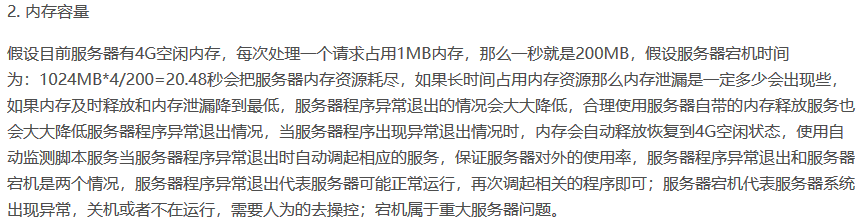 2. 内存容量
假设目前服务器有4G空闲内存，每次处理一个请求占用1MB内存，那么一秒就是200MB，假设服务器宕机时间
为：1024MB*4/200=20.48秒会把服务器内存资源耗尽，如果长时间占用内存资源那么内存泄漏是一定多少会出现些，
如果内存及时释放和内存泄漏降到最低，服务器程序异常退出的情况会大大降低，合理使用服务器自带的内存释放服务也
会大大降低服务器程序异常退出情况，当服务器程序出现异常退出情况时，内存会自动释放恢复到4G空闲状态，使用自
动监测脚本服务当服务器程序异常退出时自动调起相应的服务，保证服务器对外的使用率，服务器程序异常退出和服务器
宕机是两个情况，服务器程序异常退出代表服务器可能正常运行，再次调起相关的程序即可；服务器宕机代表服务器系统
出现异常，关机或者不在运行，需要人为的去操控；宕机属于重大服务器问题。